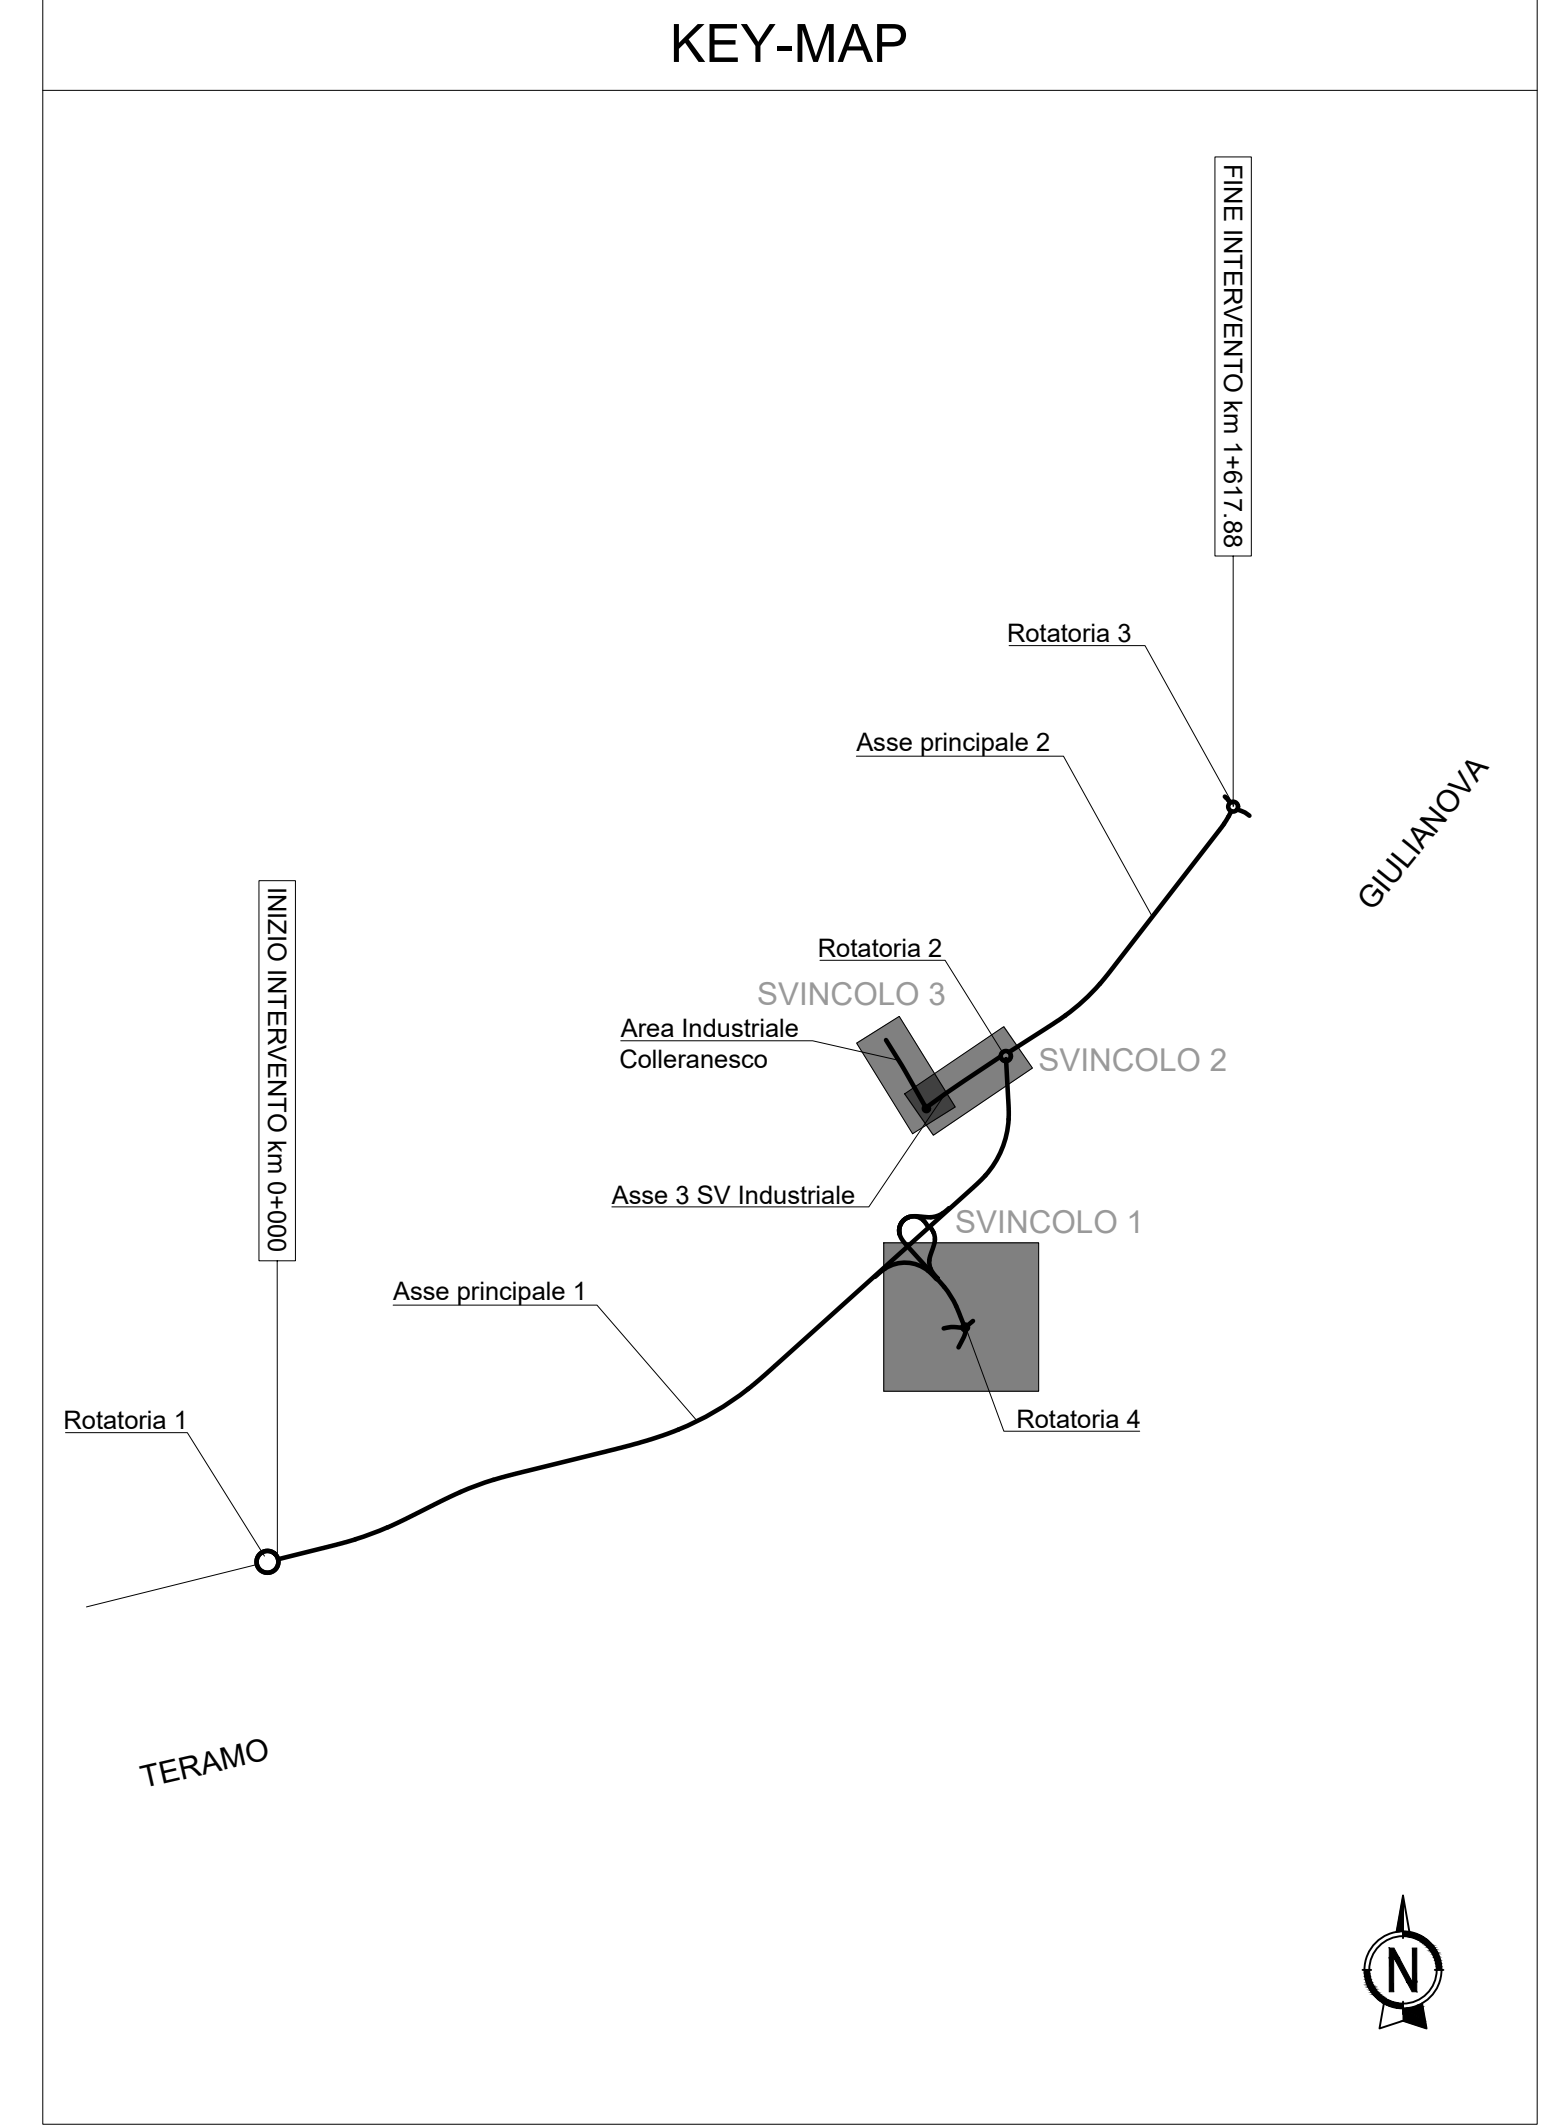 KEY-MAP
FINE INTERVENTO km 1+617.88
Rotatoria 3
Asse principale 2
GIULIANOVA
INIZIO INTERVENTO km 0+000
Rotatoria 2
SVINCOLO 3
Area Industriale
Colleranesco
SVINCOLO 2
Asse 3 SV Industriale
SVINCOLO 1
Asse principale 1
Rotatoria 1
Rotatoria 4
TERAMO
N